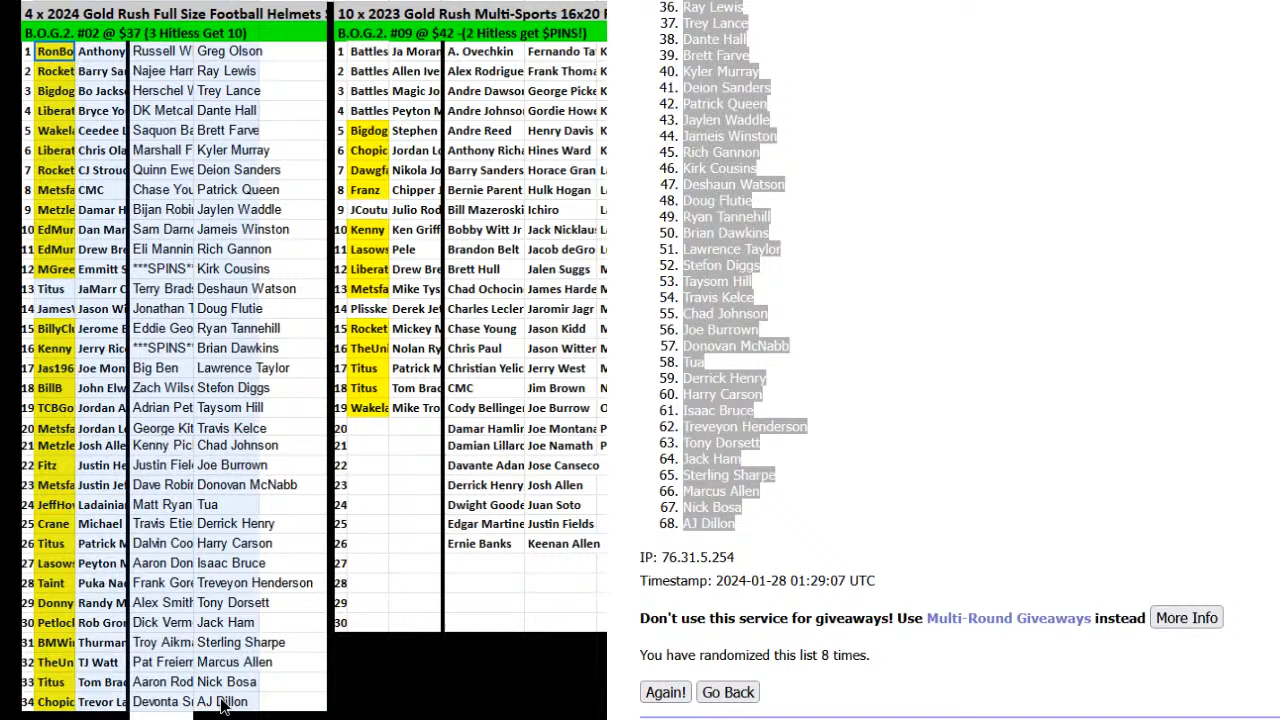 4 x 2024 Gold Rush Full Size Football Helmets
B.O.G.2. #02 @ $37 (3 Hitless Get 10)
1 RonBo Anthony Russell W Greg Olson
2 Rocket Barry Sa Najee Harr Ray Lewis
3 Bigdog Bo Jacks Herschel W Trey Lance
4 Liberat Bryce Yo DK Metcal Dante Hall
5 Wakela Ceedee L Saquon Ba Brett Farve
6 Liberat Chris Ola Marshall F Kyler Murray
7 Rocket CJ Stroud Quinn Ewe Deion Sanders
8 Metsfa CMC Chase You Patrick Queen
9 Metzle Damar H Bijan Robi Jaylen Waddle
10 EdMur Dan Mar Sam Darno Jameis Winston
11 EdMur Drew Bre Eli Mannin Rich Gannon
12 MGree Emmitt S ***SPINS** Kirk Cousins
13 Titus JaMarr C Terry Brad Deshaun Watson
14 James Jason Wi Jonathan T Doug Flutie
15 BillyCl Jerome B Eddie Geo Ryan Tannehill
16 Kenny Jerry Ric ***SPINS** Brian Dawkins
17 Jas196 Joe Mon Big Ben Lawrence Taylor
18 BillB John Elw Zach Wils Stefon Diggs
19 TCBGo Jordan A Adrian Pet Taysom Hill
20 Metsfa Jordan Lo George Kit Travis Kelce
21 Metzle Josh Alle Kenny Pic Chad Johnson
22 Fitz Justin He Justin Fiel Joe Burrow
23 Metsfa Justin Je Dave Robi Donovan McNabb
24 JeffHo Ladainia Matt Ryan Tua
25 Crane Michael Travis Etie Derrick Henry
26 Titus Patrick M Dalvin Coo Harry Carson
27 Lasow Peyton M Aaron Don Isaac Bruce
28 Taint Puka Na Frank Gore Treveyon Henderson
29 Donny Randy M Alex Smith Tony Dorsett
30 Petloc Rob Gro Dick Verm Jack Ham
31 BMWi Thurman Troy Aikma Sterling Sharpe
32 TheUn TJ Watt Pat Freierm Marcus Allen
33 Titus Tom Bra Aaron Rod Nick Bosa
34 Chopic Trevor La Devonta S AJ Dillon
10 x 2023 Gold Rush Multi-Sports 16x20
B.O.G.2. #09 @ $42 -(2 Hitless get $PINS!)
1 Battles Ja Moran A. Ovechkin Fernando Ta
2 Battles Allen Ive Alex Rodrigue Frank Thoma
3 Battles Magic Jo Andre Dawso George Picke
4 Battles Peyton M Andre Johnso Gordie Howe
5 Bigdog Stephen Andre Reed Henry Davis K
6 Chopic Jordan Lo Anthony Richa Hines Ward K
7 Dawgf Nikola Jo Barry Sanders Horace Gran L
8 Franz Chipper J Bernie Parent Hulk Hogan L
9 JCoutu Julio Rod Bill Mazeroski Ichiro
10 Kenny Ken Griff Bobby Witt Jr Jack Nicklaus
11 Lasow Pele Brandon Belt Jacob deGro
12 Liberat Drew Bre Brett Hull Jalen Suggs
13 Metsfa Mike Tys Chad Ochocin James Harde
14 Plisske Derek Jet Charles Lecler Jaromir Jagr
15 Rocket Mickey M Chase Young Jason Kidd
16 TheUni Nolan Ry Chris Paul Jason Witten
17 Titus Patrick M Christian Yelic Jerry West
18 Titus Tom Brad CMC Jim Brown
19 Wakela Mike Tro Cody Bellinger Joe Burrow
20 Damar Hamlin Joe Montana
21 Damian Lillard Joe Namath
22 Davante Adan Jose Canseco
23 Derrick Henry Josh Allen
24 Dwight Goode Juan Soto
25 Edgar Martine Justin Fields
26 Ernie Banks Keenan Allen
27
28
29
30
36. Ray Lewis
37. Trey Lance
38. Dante Hall
39. Brett Farve
40. Kyler Murray
41. Deion Sanders
42. Patrick Queen
43. Jaylen Waddle
44. Jameis Winston
45. Rich Gannon
46. Kirk Cousins
47. Deshaun Watson
48. Doug Flutie
49. Ryan Tannehill
50. Brian Dawkins
51. Lawrence Taylor
52. Stefon Diggs
53. Taysom Hill
54. Travis Kelce
55. Chad Johnson
56. Joe Burrow
57. Donovan McNabb
58. Tua
59. Derrick Henry
60. Harry Carson
61. Isaac Bruce
62. Treveyon Henderson
63. Tony Dorsett
64. Jack Ham
65. Sterling Sharpe
66. Marcus Allen
67. Nick Bosa
68. AJ Dillon
IP: 76.31.5.254
Timestamp: 2024-01-28 01:29:07 UTC
Don't use this service for giveaways! Use Multi-Round Giveaways instead More Info
You have randomized this list 8 times.
Again! Go Back